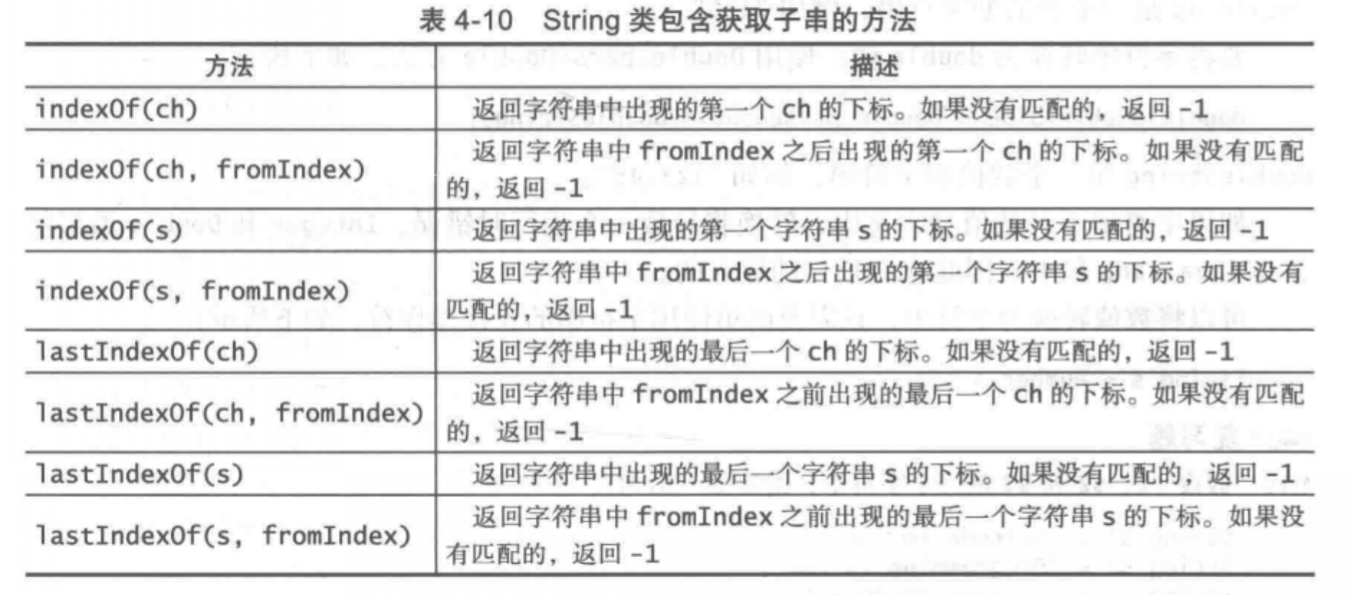 表 4-10 String 类包含获取子串的方法
方法 描述
indexOf(ch) 返回字符串中出现的第一个 ch 的下标。如果没有匹配的，返回 -1
indexOf(ch, fromIndex) 返回字符串中 fromIndex 之后出现的第一个 ch 的下标。如果没有匹配
的，返回 -1
indexOf(s) 返回字符串中出现的第一个字符串 s 的下标。如果没有匹配的，返回 -1
indexOf(s, fromIndex) 返回字符串中 fromIndex 之后出现的第一个字符串 s 的下标。如果没有
匹配的，返回 -1
lastIndexOf(ch) 返回字符串中出现的最后一个 ch 的下标。如果没有匹配的，返回 -1
lastIndexOf(ch, fromIndex) 返回字符串中 fromIndex 之前出现的最后一个 ch 的下标。如果没有匹配
的，返回 -1
lastIndexOf(s) 返回字符串中出现的最后一个字符串 s 的下标。如果没有匹配的，返回 -1
lastIndexOf(s, fromIndex) 返回字符串中 fromIndex 之前出现的最后一个字符串 s 的下标。如果没
有匹配的，返回 -1